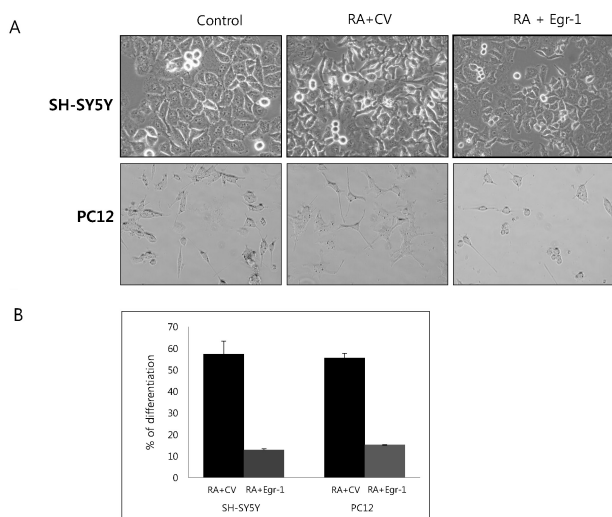 A
Control
RA+CV
RA + Egr-1
SH-SY5Y
PC12
B
% of differentiation
70
60
50
40
30
20
10
0
RA+CV RA+Egr-1 RA+CV RA+Egr-1
SH-SY5Y PC12